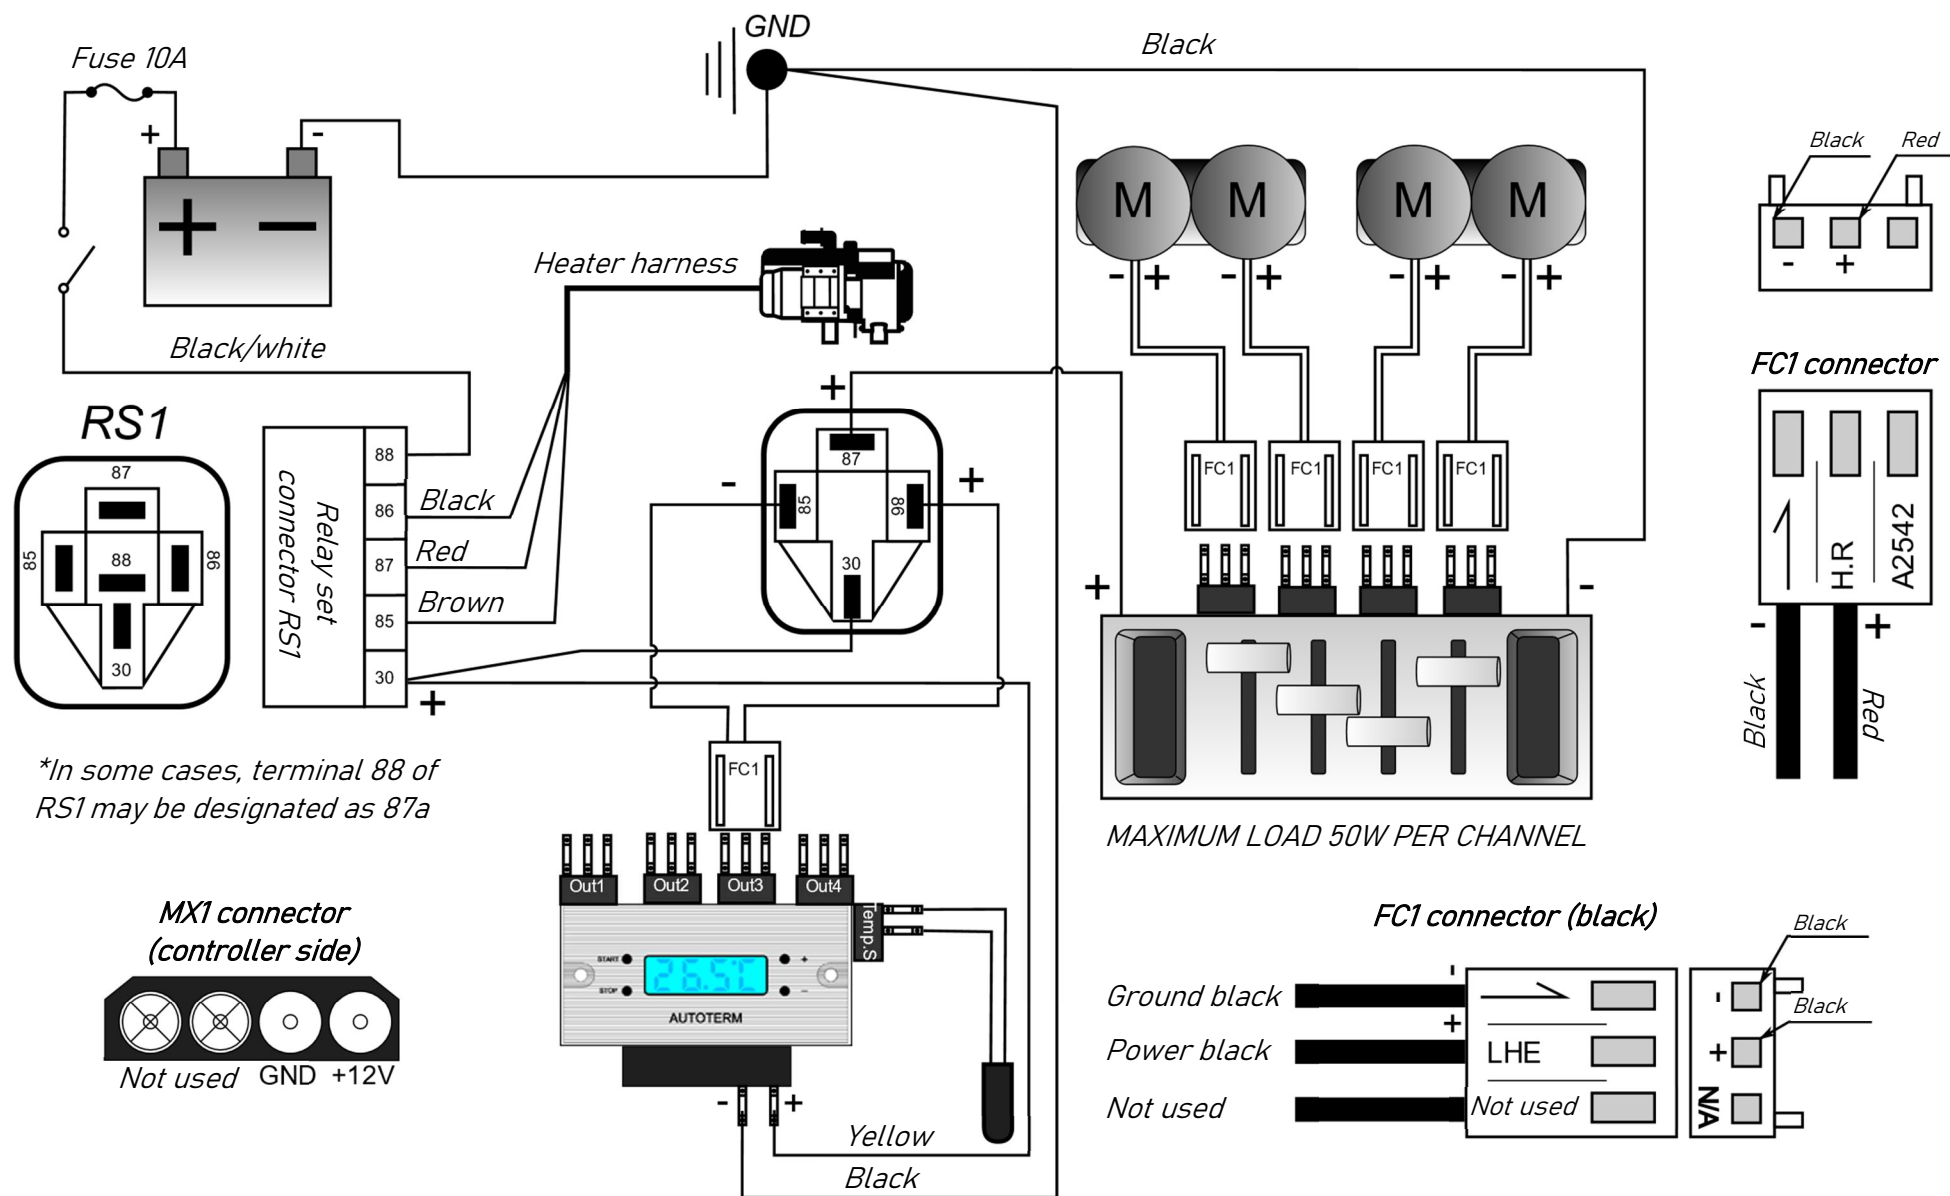 GND
Black
Fuse 10A
+
-
+ −
Black/white
Heater harness
M M M M
- + - + - + - +
Black Red
- +
FC1 connector
H.R
A2542
-
+
Black
Red
RS1
87
85
88
86
30
Relay set
connector RS1
88
86
87
85
30
Black
Red
Brown
+
+
-
+
87
85
86
30
FC1 FC1 FC1 FC1
+
-
MAXIMUM LOAD 50W PER CHANNEL
*In some cases, terminal 88 of
RS1 may be designated as 87a
FC1
Out1 Out2 Out3 Out4
Temp.S
START
STOP
+
−
26.5°C
AUTOTERM
- +
Yellow
Black
MX1 connector
(controller side)
Not used GND +12V
FC1 connector (black)
Ground black
Power black
Not used
-
+
LHE
Not used
-
+
N/A
Black
Black